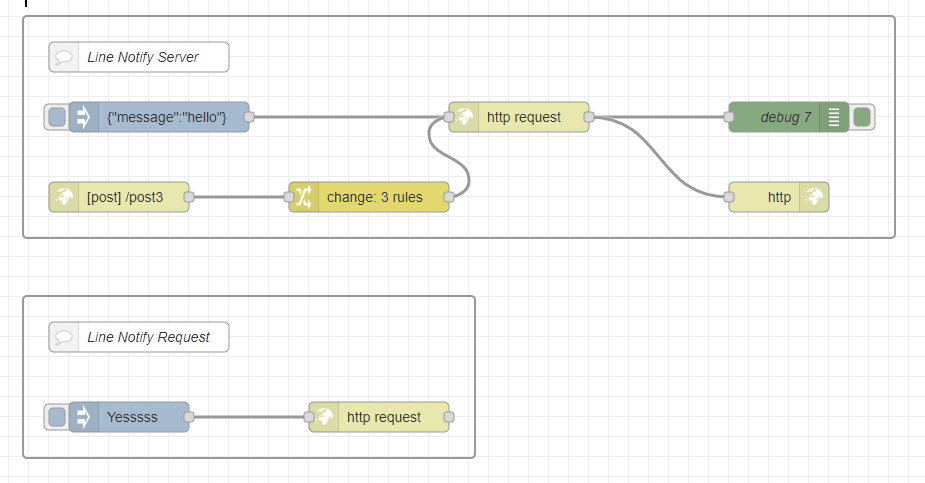 Line Notify Server
{"message":"hello"}
http request
debug 7
[post] /post3
change: 3 rules
http
Line Notify Request
Yesssss
http request